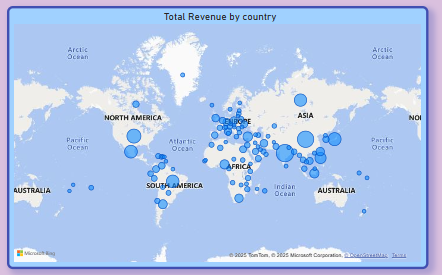 Total Revenue by country
Arctic
Ocean
Arctic
Ocean
ASIA
EUROPE
NORTH AMERICA
NO
Pacific
Ocean
Atlantic
Ocean
Pacific
Ocean
AFRICA
AUSTRALIA
SOUTH AMERICA
Indian
Ocean
AUSTRALIA
Microsoft Bing
© 2025 TomTom, © 2025 Microsoft Corporation, © OpenStreetMap Terms